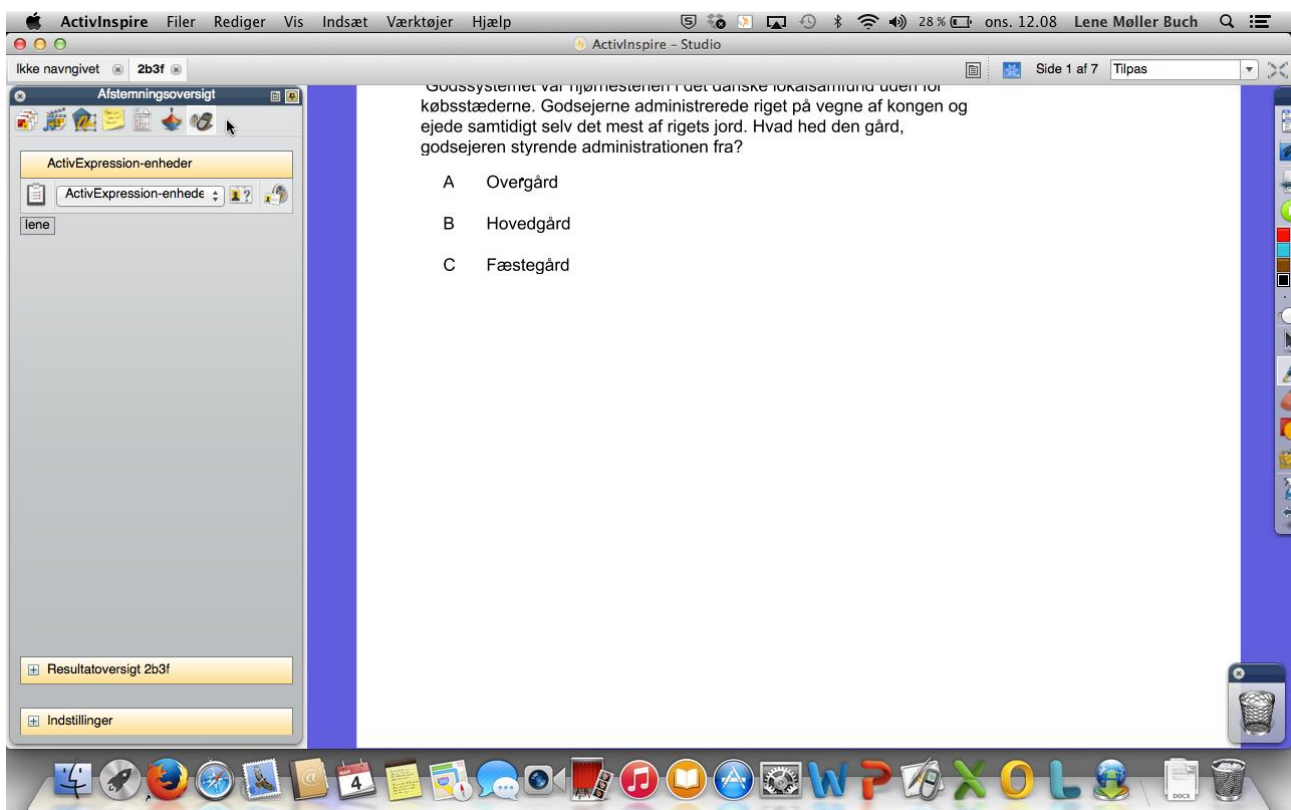 ActivInspire Filer Rediger Vis Indsæt Værktøjer Hjælp 28 % ons. 12.08 Lene Møller Buch
ActivInspire – Studio
Ikke navngivet 2b3f Side 1 af 7 Tilpas
Afstemningsoversigt
ActivExpression-enheder
ActivExpression-enhede
lene
Resultatoversigt 2b3f
Indstillinger
Godssystemet var hjørnestenen i det danske lokalsamfund uden for
købsstæderne. Godsejerne administrerede riget på vegne af kongen og
ejede samtidigt selv det mest af rigets jord. Hvad hed den gård,
godsejeren styrende administrationen fra?
A Overgård
B Hovedgård
C Fæstegård
MAR
4
DOCX